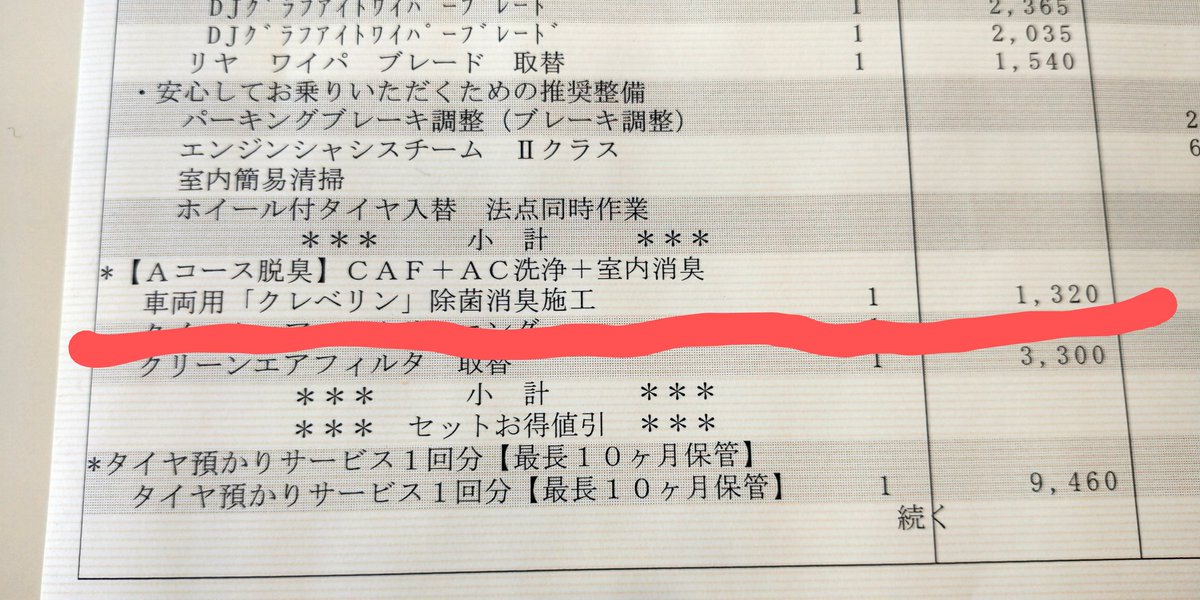 DJグラファイトワイパーブレード 1 2,365
DJグラファイトワイパーブレード 1 2,035
リヤ ワイパ ブレード 取替 1 1,540
・安心してお乗りいただくための推奨整備
パーキングブレーキ調整（ブレーキ調整） 2
エンジンシャシスチーム Ⅱクラス 6
室内簡易清掃
ホイール付タイヤ入替 法点同時作業
＊＊＊ 小 計 ＊＊＊
＊【Aコース脱臭】CAF＋AC洗浄＋室内消臭
車両用「クレベリン」除菌消臭施工 1 1,320
クリーンエアフィルタ 取替 1 3,300
＊＊＊ 小 計 ＊＊＊
＊＊＊ セットお得値引 ＊＊＊
＊タイヤ預かりサービス1回分【最長10ヶ月保管】
タイヤ預かりサービス1回分【最長10ヶ月保管】 1 9,460
続く